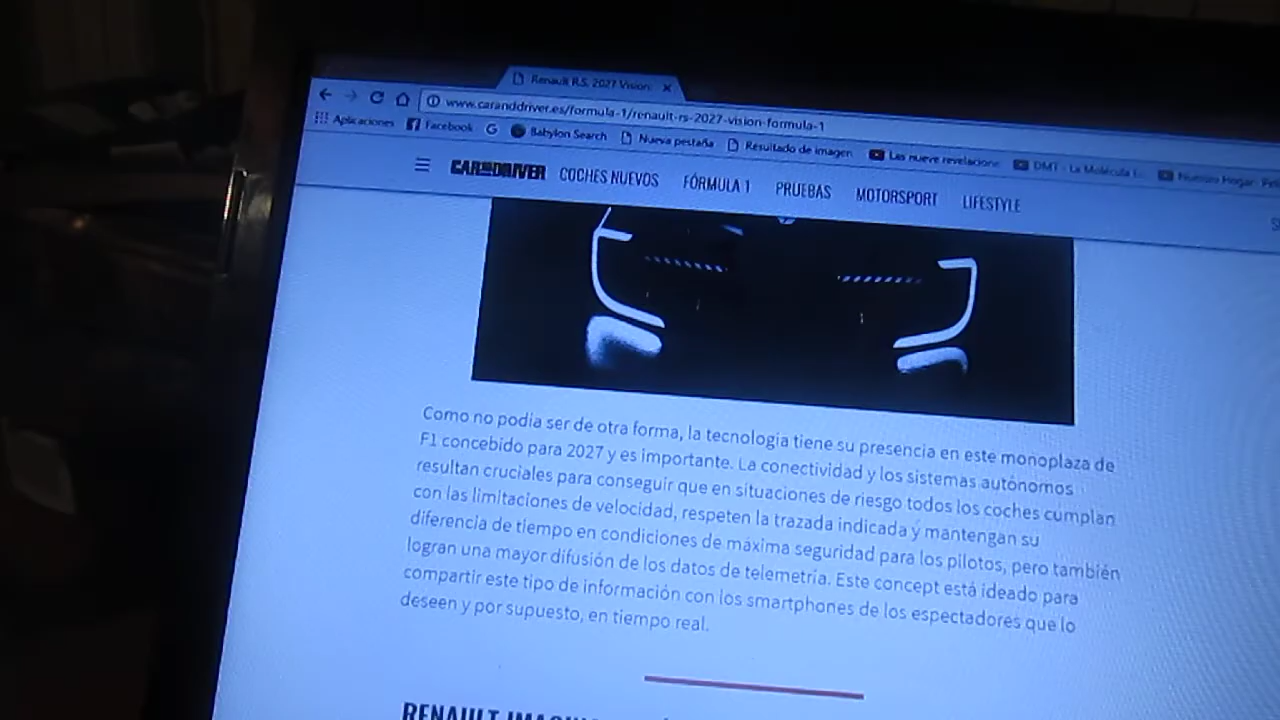 Renault R.S. 2027 Vision
www.caranddriver.es/formula-1/renault-rs-2027-vision-formula-1
Aplicaciones Facebook Babylon Search Nueva pestaña Resultado de imagen Las nueve revelacione DMT - La Molécula
CAR AND DRIVER COCHES NUEVOS FÓRMULA 1 PRUEBAS MOTORSPORT LIFESTYLE
Como no podía ser de otra forma, la tecnología tiene su presencia en este monoplaza de
F1 concebido para 2027 y es importante. La conectividad y los sistemas autónomos
resultan cruciales para conseguir que en situaciones de riesgo todos los coches cumplan
con las limitaciones de velocidad, respeten la trazada indicada y mantengan su
diferencia de tiempo en condiciones de máxima seguridad para los pilotos, pero también
logran una mayor difusión de los datos de telemetría. Este concept está ideado para
compartir este tipo de información con los smartphones de los espectadores que lo
deseen y por supuesto, en tiempo real.
RENAULT